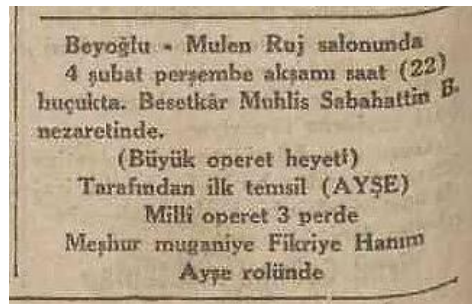 Beyoğlu - Mulen Ruj salonunda
4 şubat perşembe akşamı saat (22)
buçukta. Bestekâr Muhlis Sabahattin B.
nezaretinde.
(Büyük operet heyeti)
Tarafından ilk temsil (AYŞE)
Milli operet 3 perde
Meşhur muganiye Fikriye Hanım
Ayşe rolünde